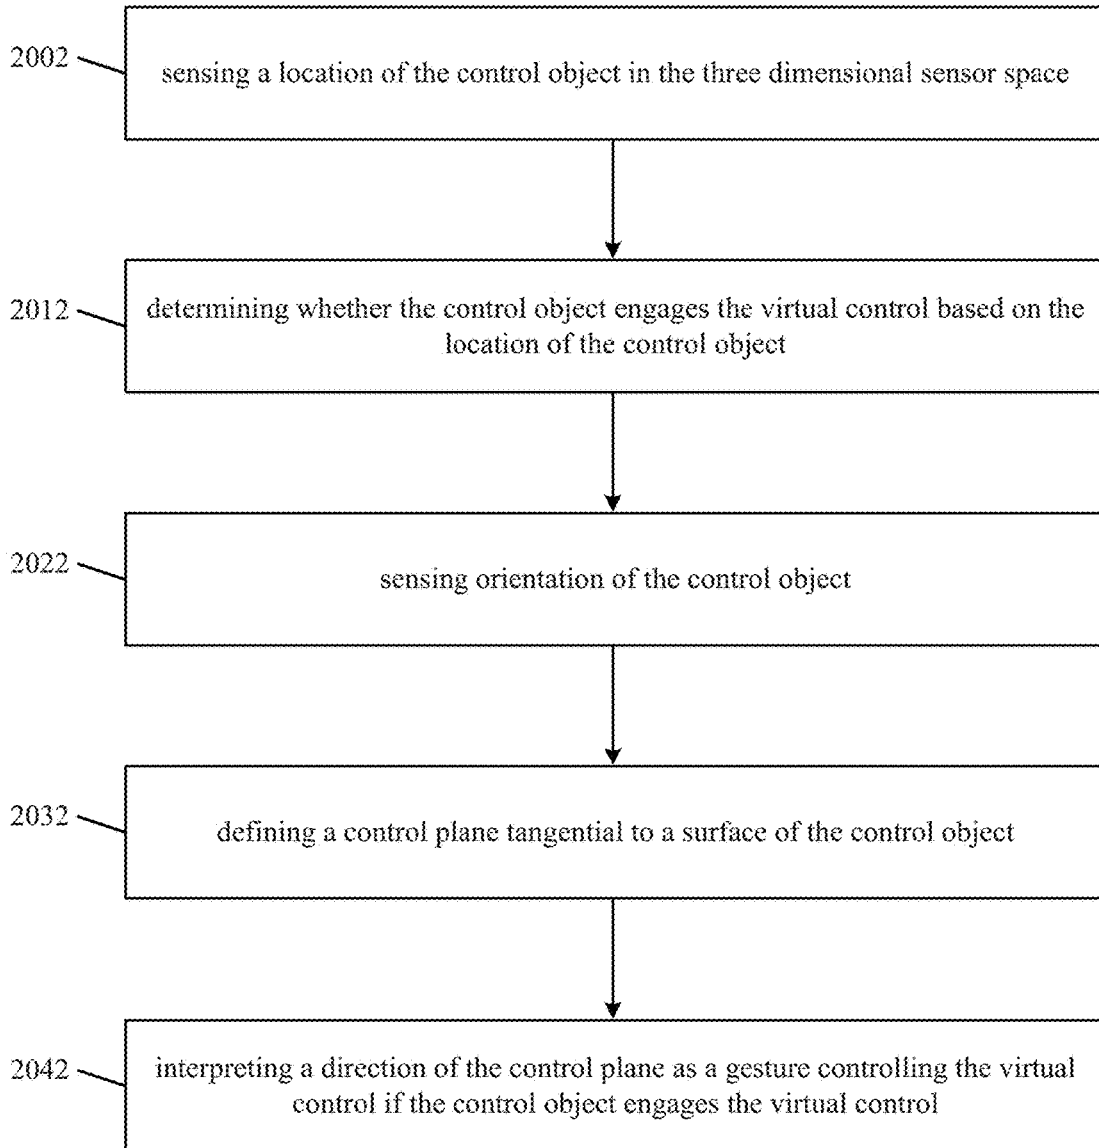 2002
sensing a location of the control object in the three dimensional sensor space
2012
determining whether the control object engages the virtual control based on the
location of the control object
2022
sensing orientation of the control object
2032
defining a control plane tangential to a surface of the control object
2042
interpreting a direction of the control plane as a gesture controlling the virtual
control if the control object engages the virtual control